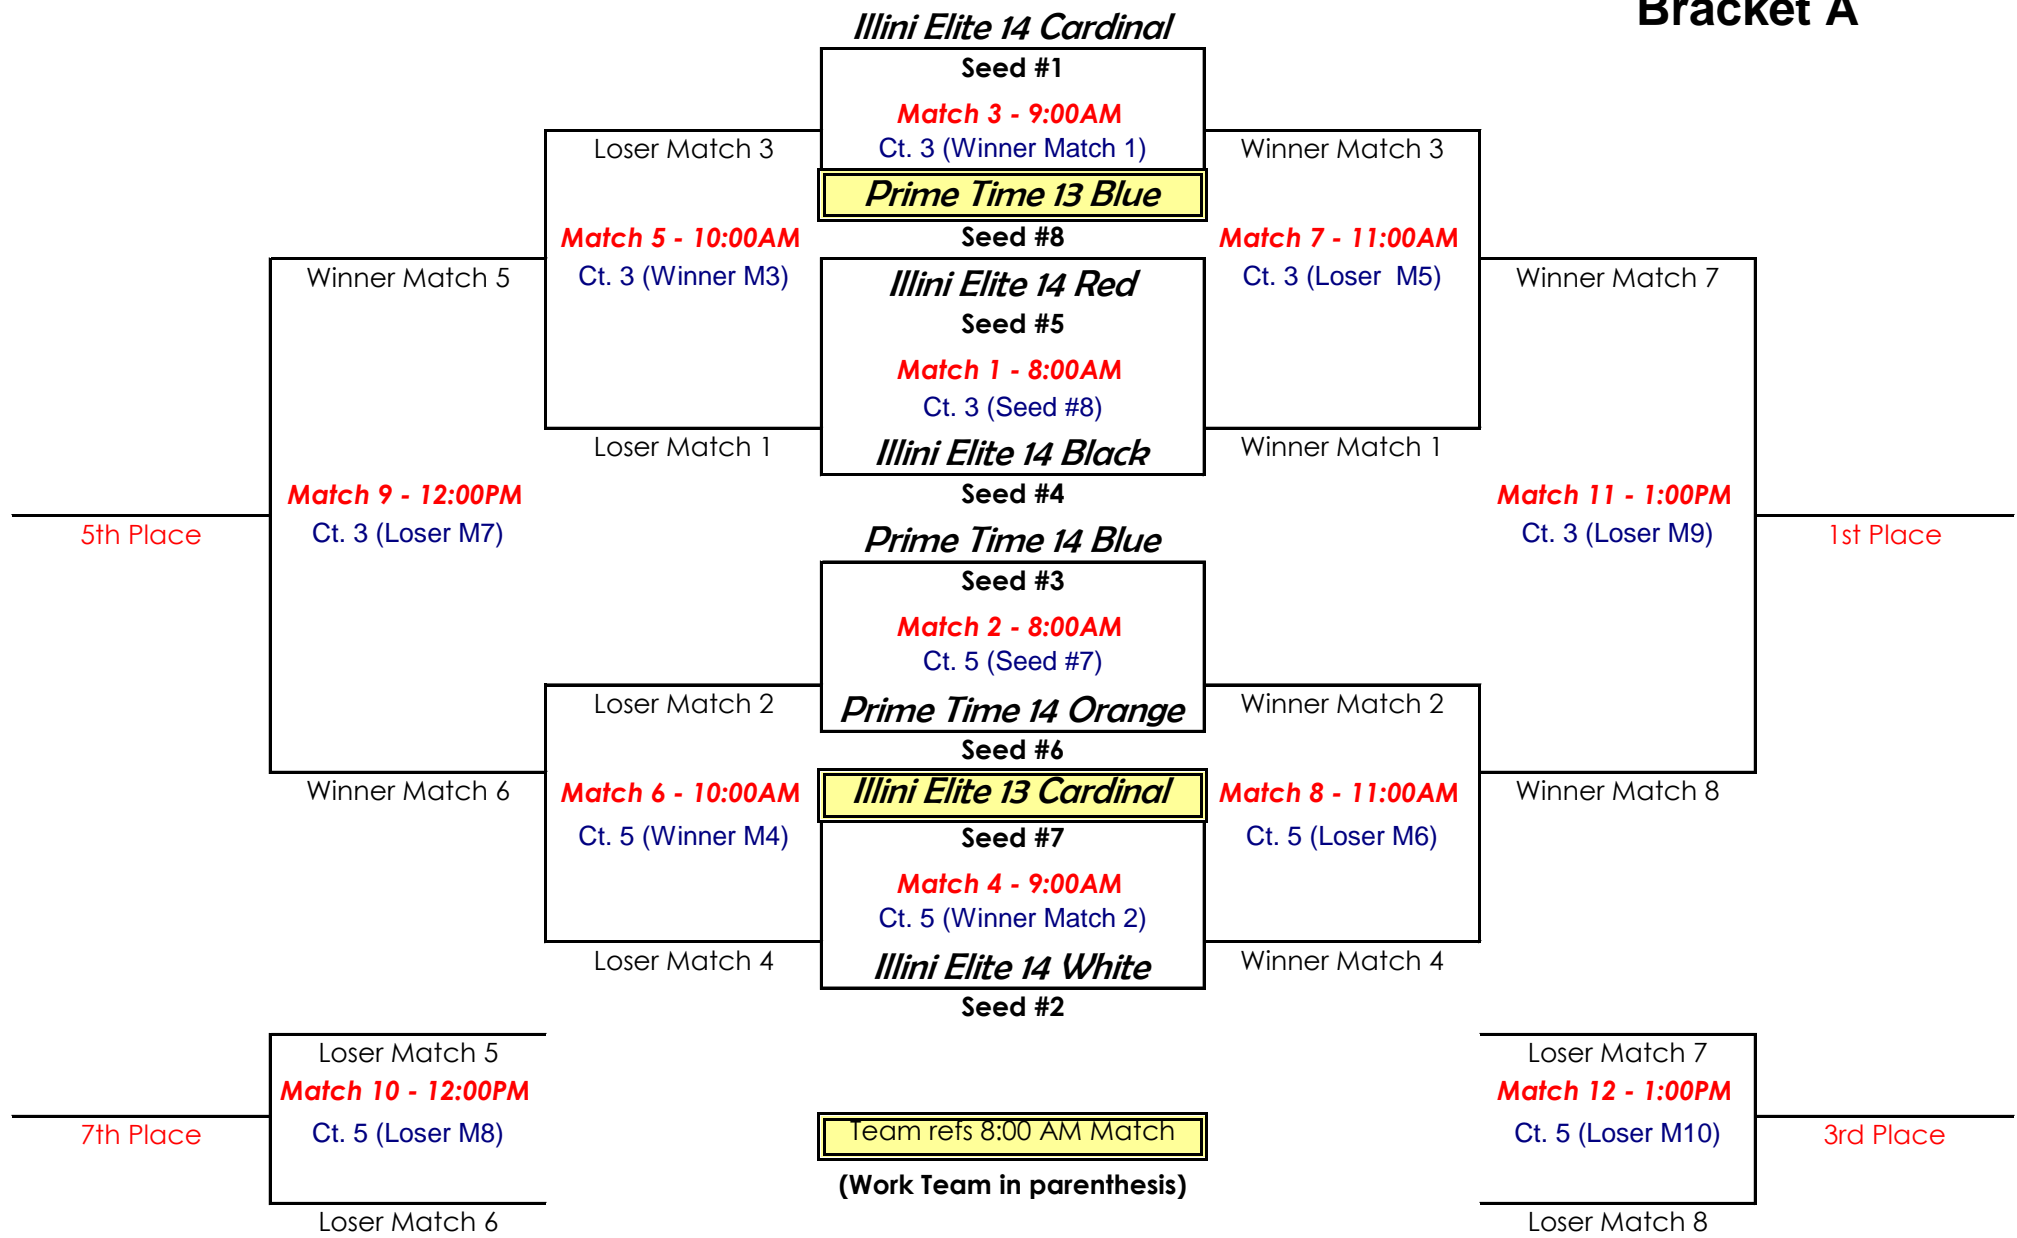 Bracket A
Illini Elite 14 Cardinal
Seed #1
Match 3 - 9:00AM
Loser Match 3
Ct. 3 (Winner Match 1)
Winner Match 3
Prime Time 13 Blue
Match 5 - 10:00AM
Seed #8
Match 7 - 11:00AM
Winner Match 5
Ct. 3 (Winner M3)
Illini Elite 14 Red
Ct. 3 (Loser M5)
Winner Match 7
Seed #5
Match 1 - 8:00AM
Ct. 3 (Seed #8)
Loser Match 1
Illini Elite 14 Black
Winner Match 1
Match 9 - 12:00PM
Seed #4
Match 11 - 1:00PM
5th Place
Ct. 3 (Loser M7)
Prime Time 14 Blue
Ct. 3 (Loser M9)
1st Place
Seed #3
Match 2 - 8:00AM
Ct. 5 (Seed #7)
Loser Match 2
Prime Time 14 Orange
Winner Match 2
Seed #6
Winner Match 6
Match 6 - 10:00AM
Illini Elite 13 Cardinal
Match 8 - 11:00AM
Winner Match 8
Ct. 5 (Winner M4)
Seed #7
Ct. 5 (Loser M6)
Match 4 - 9:00AM
Ct. 5 (Winner Match 2)
Loser Match 4
Illini Elite 14 White
Winner Match 4
Seed #2
Loser Match 5
Loser Match 7
Match 10 - 12:00PM
Match 12 - 1:00PM
7th Place
Ct. 5 (Loser M8)
Team refs 8:00 AM Match
Ct. 5 (Loser M10)
3rd Place
(Work Team in parenthesis)
Loser Match 6
Loser Match 8